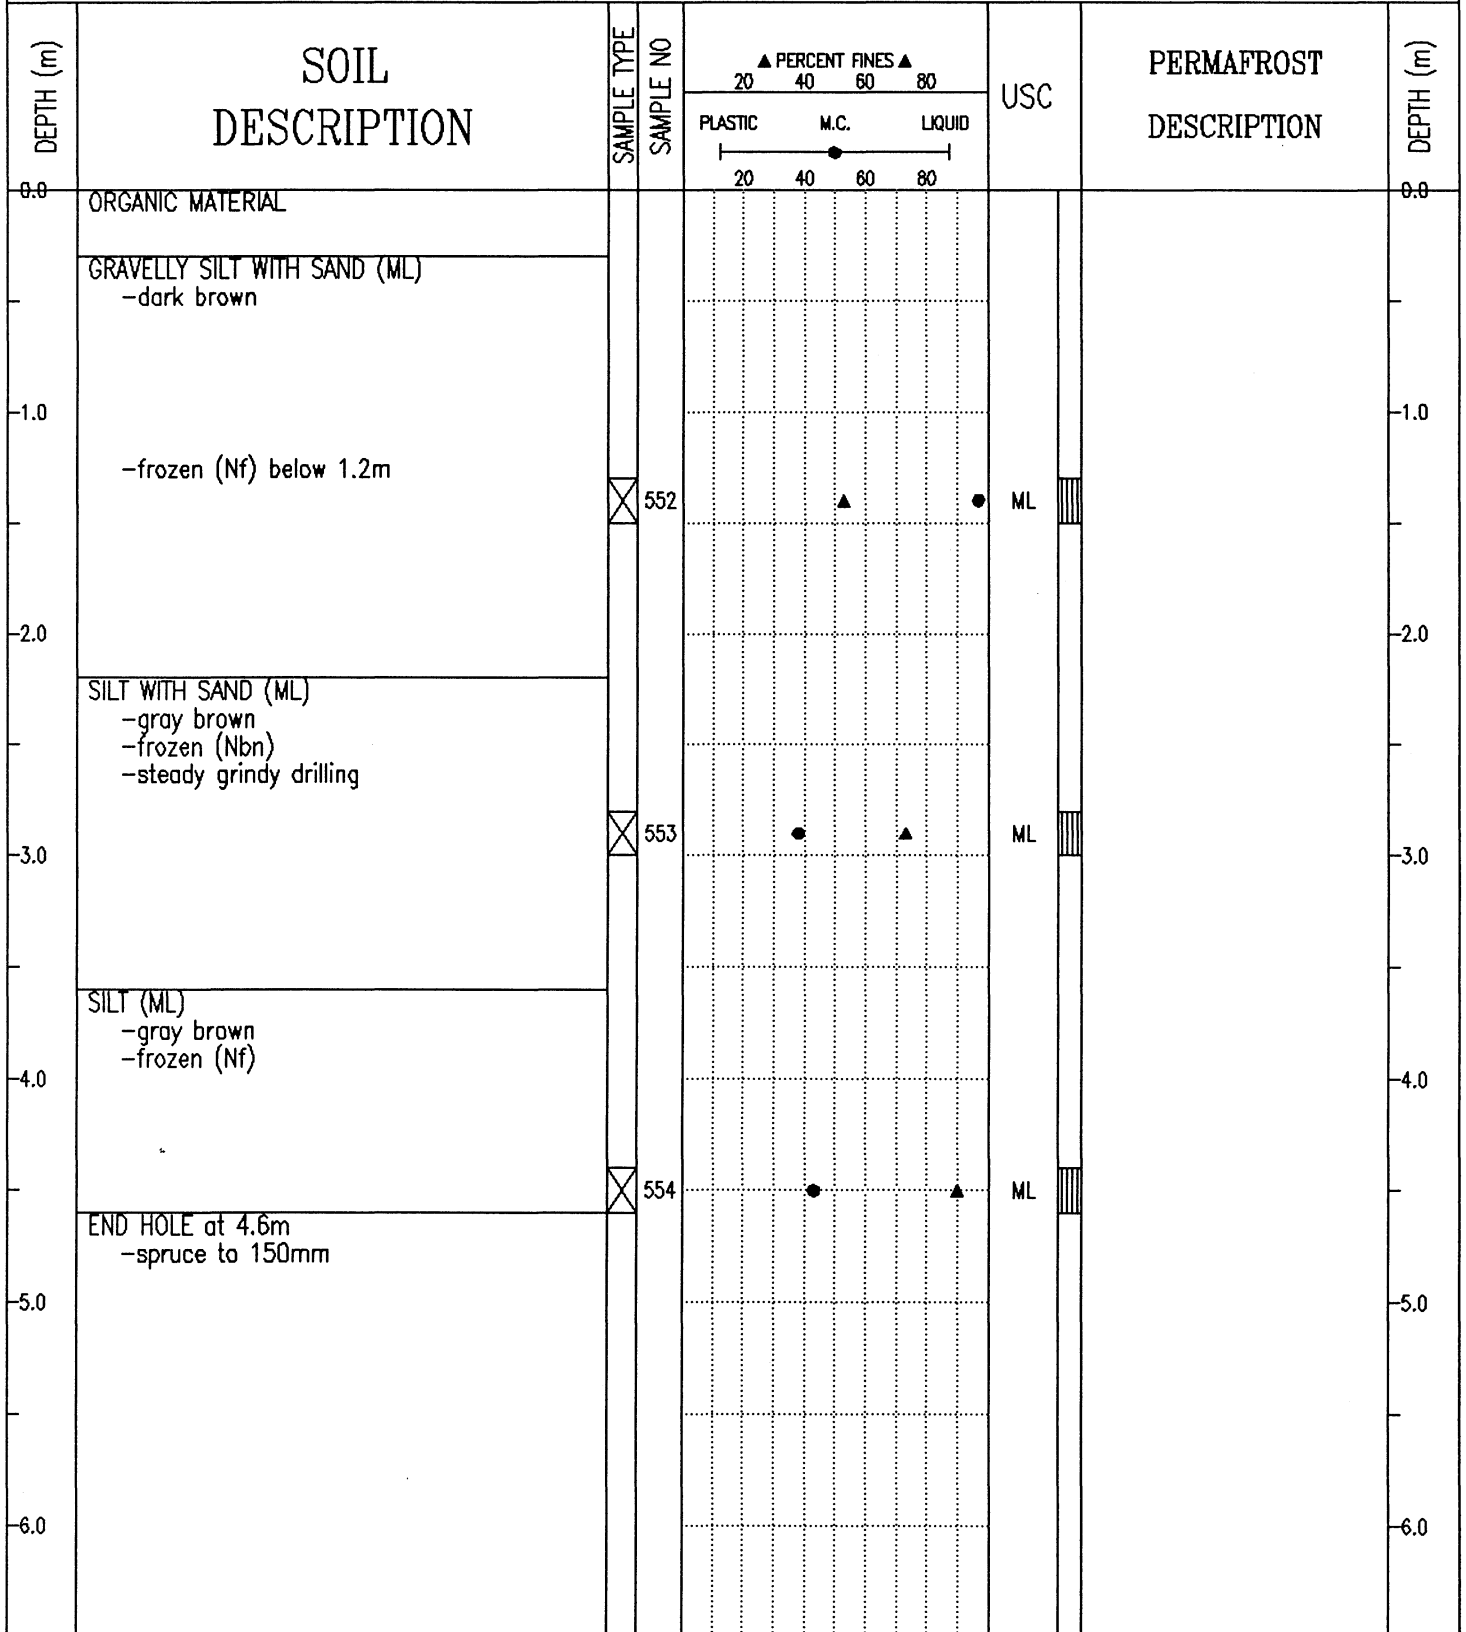 DEPTH (m)
SOIL
DESCRIPTION
SAMPLE TYPE
SAMPLE NO
▲ PERCENT FINES ▲
20 40 60 80
PLASTIC M.C. LIQUID
20 40 60 80
USC
PERMAFROST
DESCRIPTION
DEPTH (m)
0.0 0.0
ORGANIC MATERIAL
GRAVELLY SILT WITH SAND (ML)
-dark brown
1.0 1.0
-frozen (Nf) below 1.2m
552 ML
2.0 2.0
SILT WITH SAND (ML)
-gray brown
-frozen (Nbn)
-steady grindy drilling
553 ML
3.0 3.0
SILT (ML)
-gray brown
-frozen (Nf)
4.0 4.0
554 ML
END HOLE at 4.6m
-spruce to 150mm
5.0 5.0
6.0 6.0